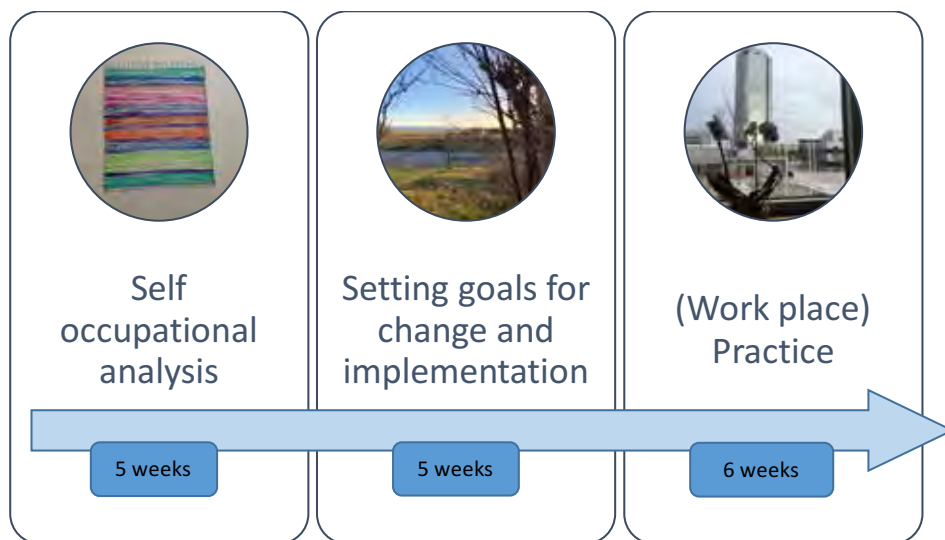 Self
occupational
analysis
5 weeks
Setting goals for
change and
implementation
5 weeks
(Work place)
Practice
6 weeks